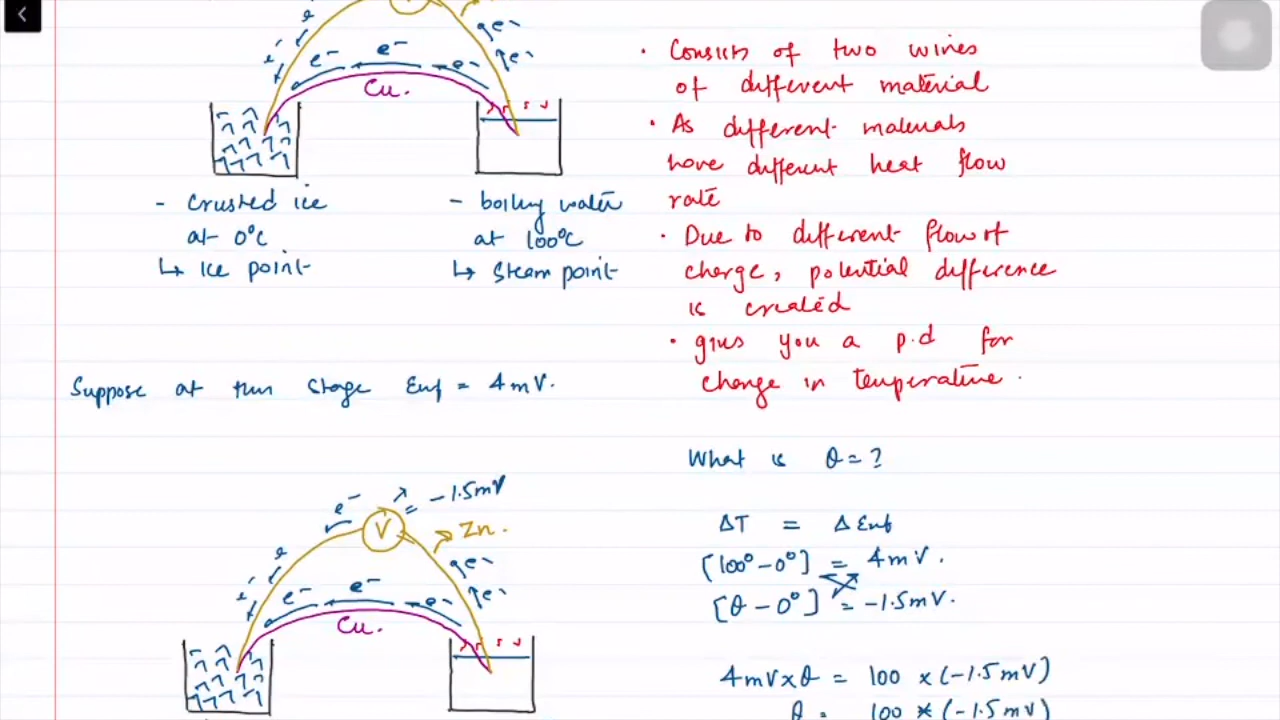 e
e
e-
e-
e-
e-
e-
e-
Cu.
- Crusted ice
at 0°C
↳ Ice point
- boiling water
at 100°C
↳ Steam point
• Consists of two wires
of different material
• As different materials
have different heat flow
rate
• Due to different flow of
charge, potential difference
is created
• gives you a p.d for
change in temperature.
Suppose at this stage Emf = 4mV.
What is θ = ?
ΔT = ΔEmf
[100° - 0°] = 4mV.
[θ - 0°] = -1.5mV.
4mV x θ = 100 x (-1.5mV)
θ = 100 * (-1.5mV)
= -1.5mV
V
Zn.
e-
e
e-
e-
e-
e-
e-
e-
e-
Cu.